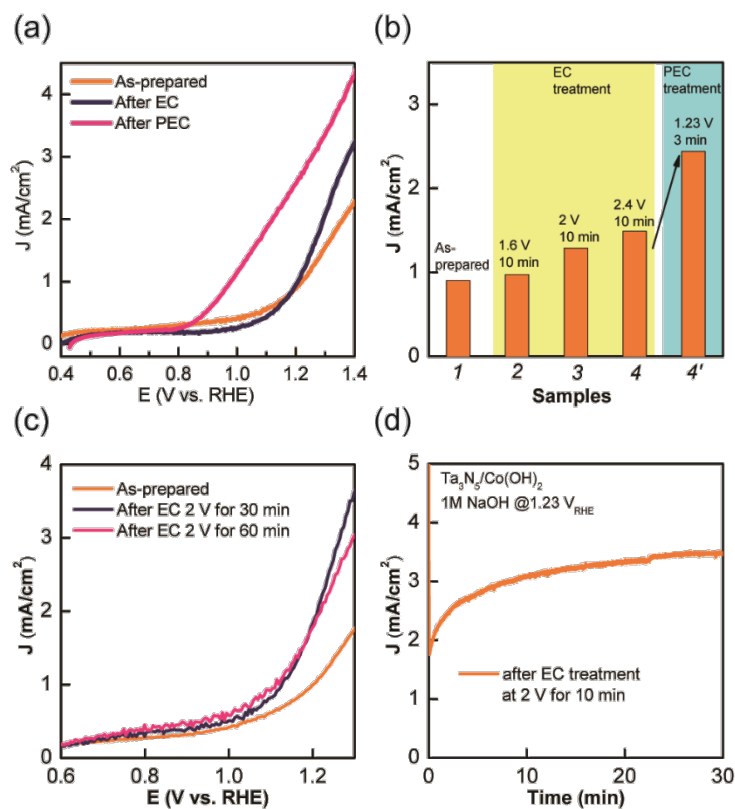 (a)
As-prepared
After EC
After PEC
J (mA/cm²)
4
3
2
1
0
0.4 0.6 0.8 1.0 1.2 1.4
E (V vs. RHE)
(b)
EC
treatment
PEC
treatment
1.23 V
3 min
2.4 V
10 min
2 V
10 min
1.6 V
10 min
As-
prepared
J (mA/cm²)
3
2
1
0
1 2 3 4 4'
Samples
(c)
As-prepared
After EC 2 V for 30 min
After EC 2 V for 60 min
J (mA/cm²)
4
3
2
1
0
0.6 0.8 1.0 1.2
E (V vs. RHE)
(d)
Ta₃N₅/Co(OH)₂
1M NaOH @1.23 V_RHE
after EC treatment
at 2 V for 10 min
J (mA/cm²)
5
4
3
2
1
0
0 10 20 30
Time (min)